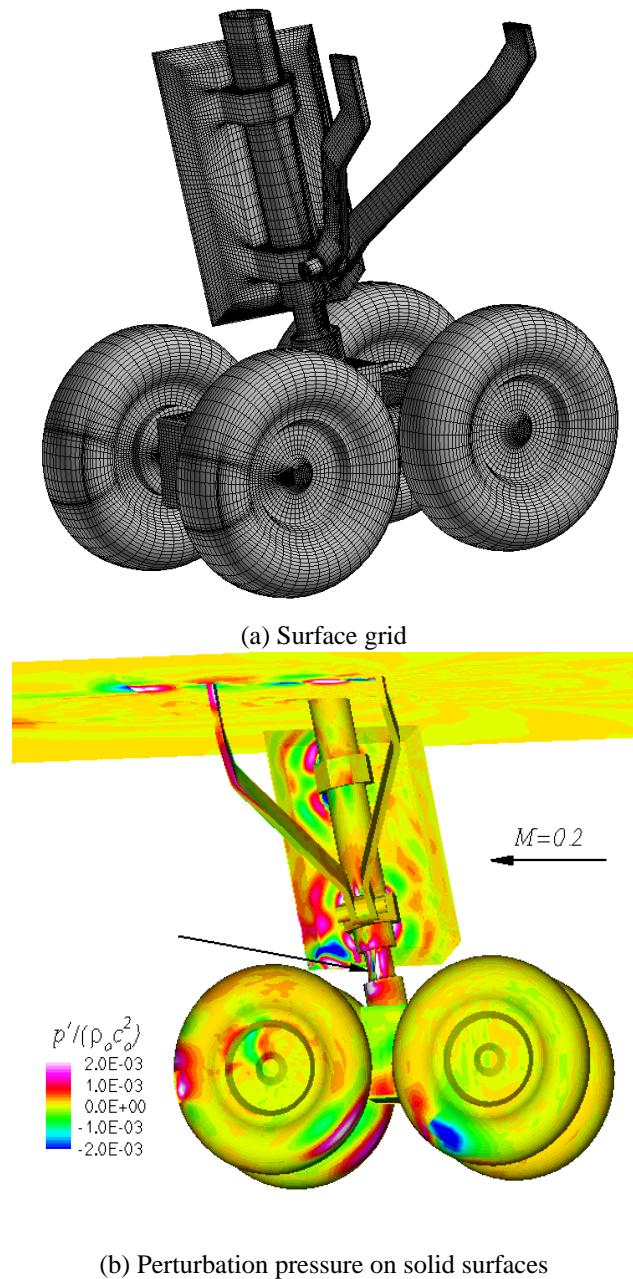 (a) Surface grid
M=0.2
p'/(ρₒcₒ²)
2.0E-03
1.0E-03
0.0E+00
-1.0E-03
-2.0E-03
(b) Perturbation pressure on solid surfaces